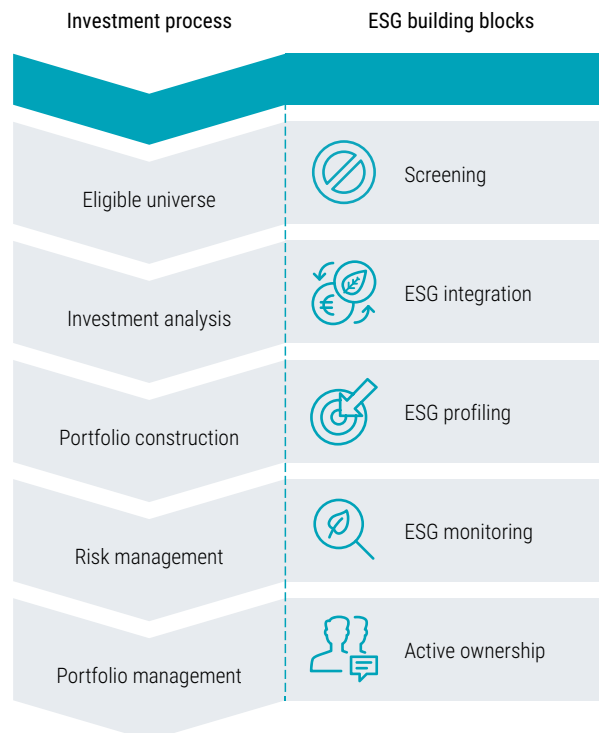 Investment process
ESG building blocks
Eligible universe
Screening
Investment analysis
ESG integration
Portfolio construction
ESG profiling
Risk management
ESG monitoring
Portfolio management
Active ownership